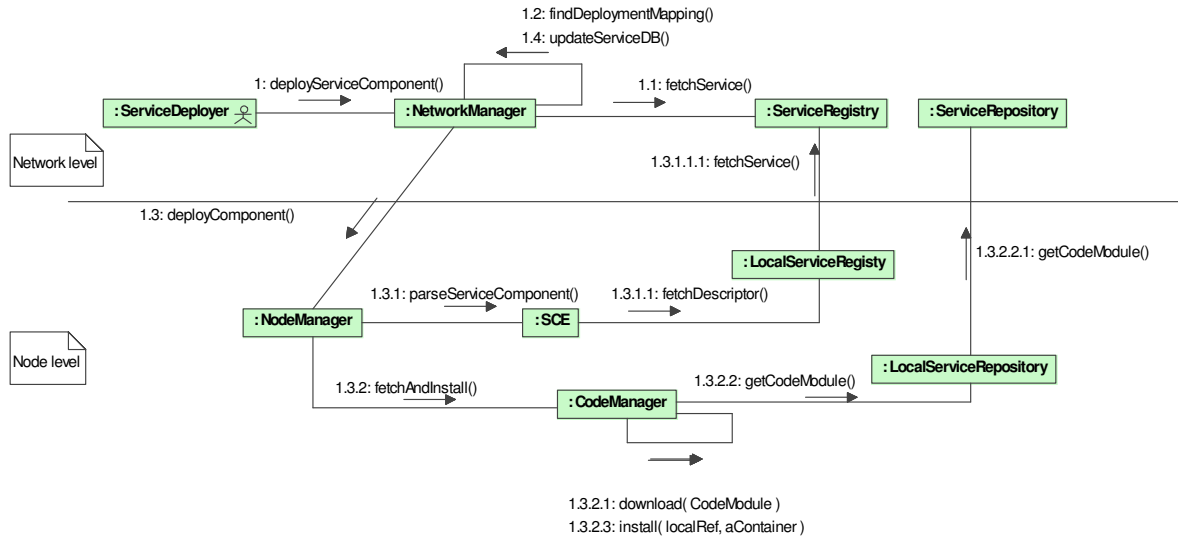 1.2: findDeploymentMapping()
1.4: updateServiceDB()
1: deployServiceComponent()
1.1: fetchService()
: ServiceDeployer
: NetworkManager
: ServiceRegistry
: ServiceRepository
Network level
1.3.1.1.1: fetchService()
1.3: deployComponent()
: LocalServiceRegisty
1.3.2.2.1: getCodeModule()
1.3.1: parseServiceComponent()
1.3.1.1: fetchDescriptor()
: NodeManager
: SCE
Node level
: LocalServiceRepository
1.3.2: fetchAndInstall()
1.3.2.2: getCodeModule()
: CodeManager
1.3.2.1: download( CodeModule )
1.3.2.3: install( localRef, aContainer )